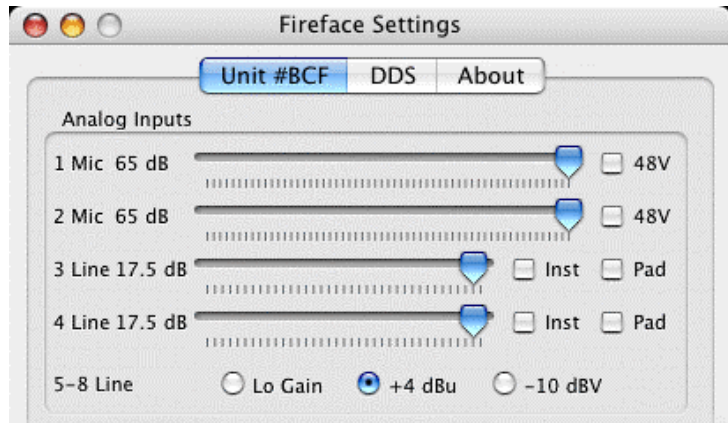 Fireface Settings
Unit #BCF DDS About
Analog Inputs
1 Mic 65 dB 48V
2 Mic 65 dB 48V
3 Line 17.5 dB Inst Pad
4 Line 17.5 dB Inst Pad
5-8 Line Lo Gain +4 dBu -10 dBV